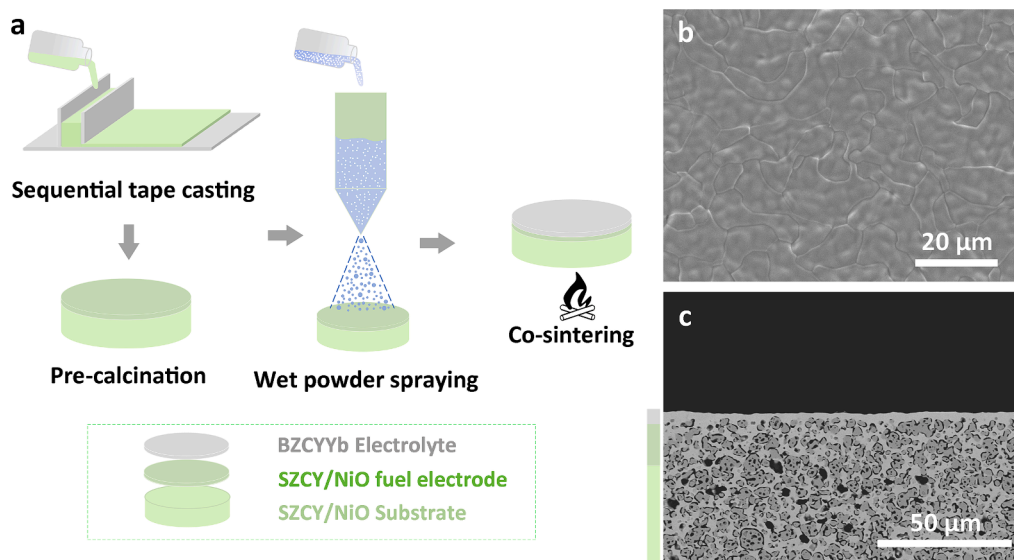 a
Sequential tape casting
Pre-calcination
Wet powder spraying
Co-sintering
BZCYYb Electrolyte
SZCY/NiO fuel electrode
SZCY/NiO Substrate
b
20 µm
c
50 µm